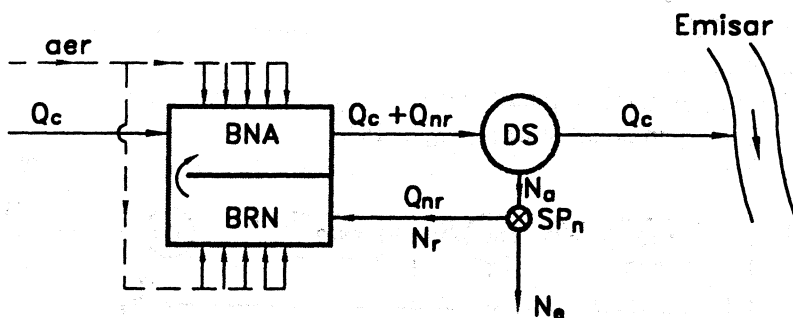 Emisar
aer
Qc
BNA
Qc + Qnr
DS
Qc
Na
Qnr
SPn
BRN
Nr
Ne